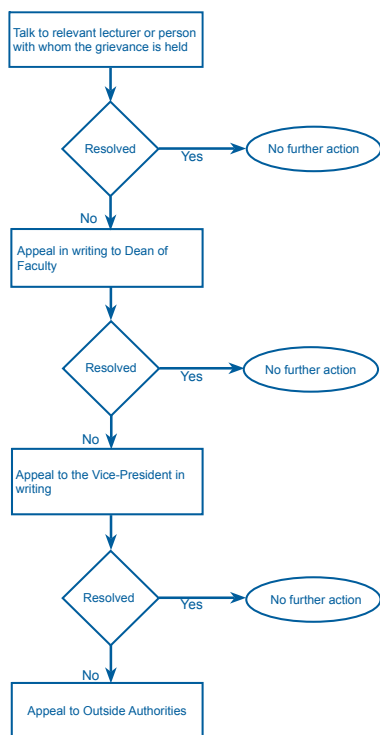 Talk to relevant lecturer or person
with whom the grievance is held
Resolved
Yes
No further action
No
Appeal in writing to Dean of
Faculty
Resolved
Yes
No further action
No
Appeal to the Vice-President in
writing
Resolved
Yes
No further action
No
Appeal to Outside Authorities